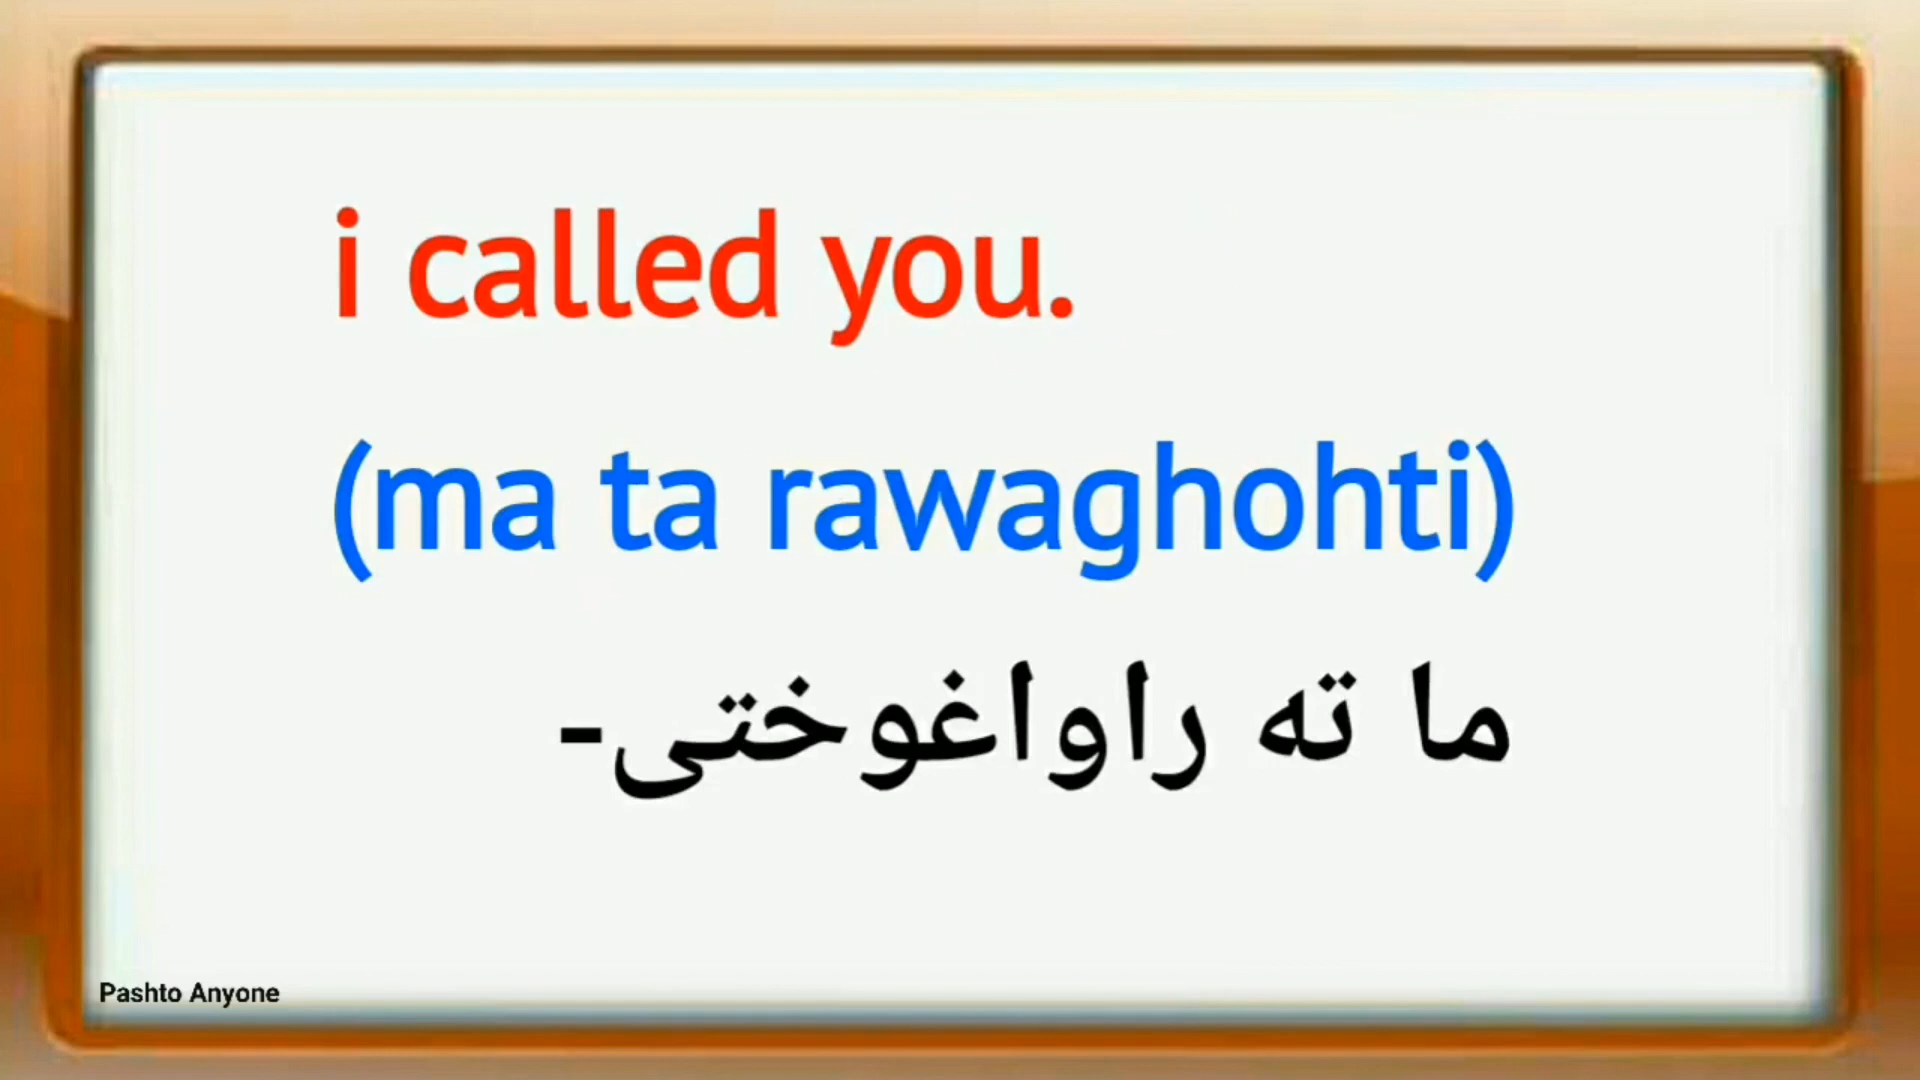 i called you.
(ma ta rawaghohti)
ما ته راواغوختی-
Pashto Anyone